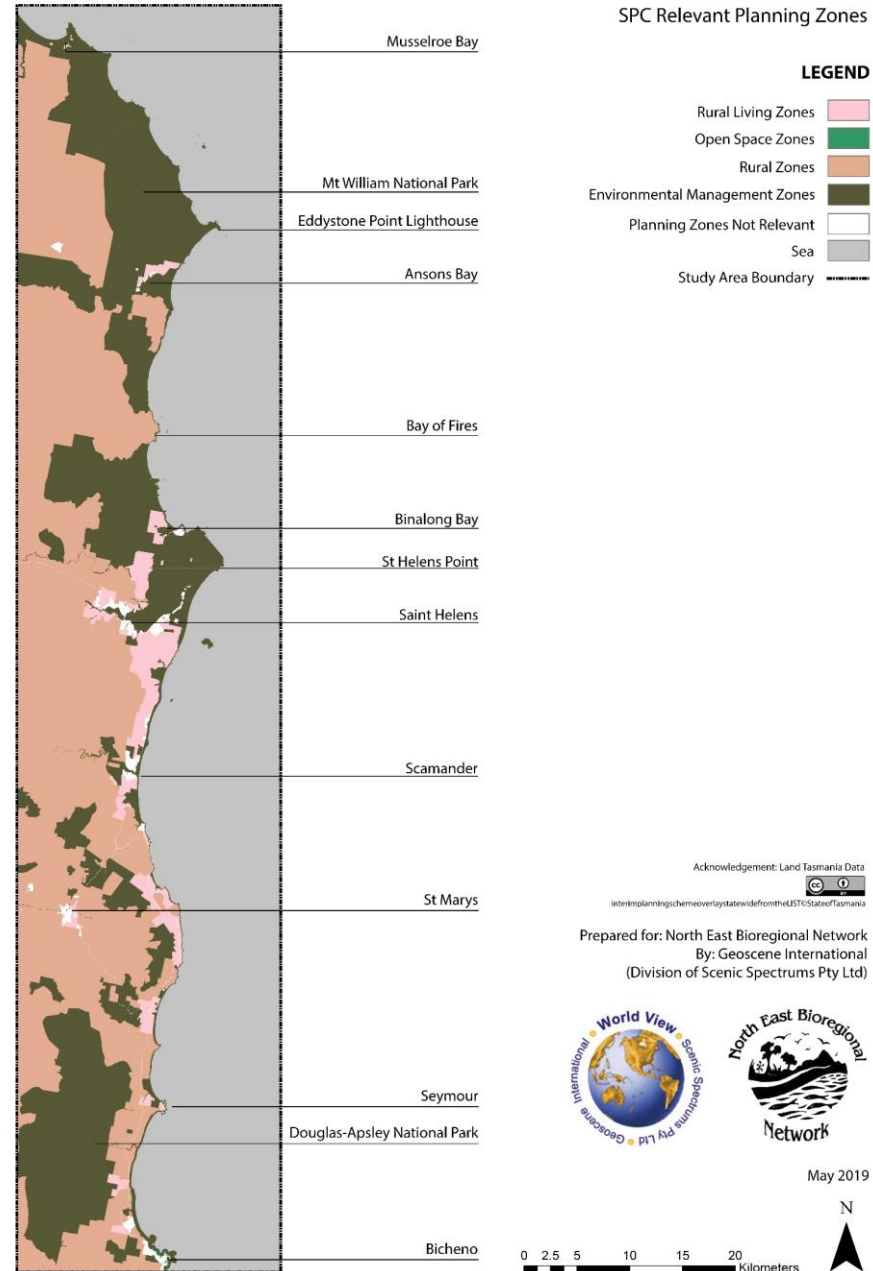 SPC Relevant Planning Zones
LEGEND
Rural Living Zones
Open Space Zones
Rural Zones
Environmental Management Zones
Planning Zones Not Relevant
Sea
Study Area Boundary
Musselroe Bay
Mt William National Park
Eddystone Point Lighthouse
Ansons Bay
Bay of Fires
Binalong Bay
St Helens Point
Saint Helens
Scamander
St Marys
Seymour
Douglas-Apsley National Park
Bicheno
Acknowledgement: Land Tasmania Data
cc
BY
interimplanningschemeoverlaystatewidefromtheLIST©StateofTasmania
Prepared for: North East Bioregional Network
By: Geoscene International
(Division of Scenic Spectrums Pty Ltd)
World View
Scenic Spectrums Pty Ltd
Geoscene International
North East Bioregional
Network
May 2019
N
0 2.5 5 10 15 20
Kilometers